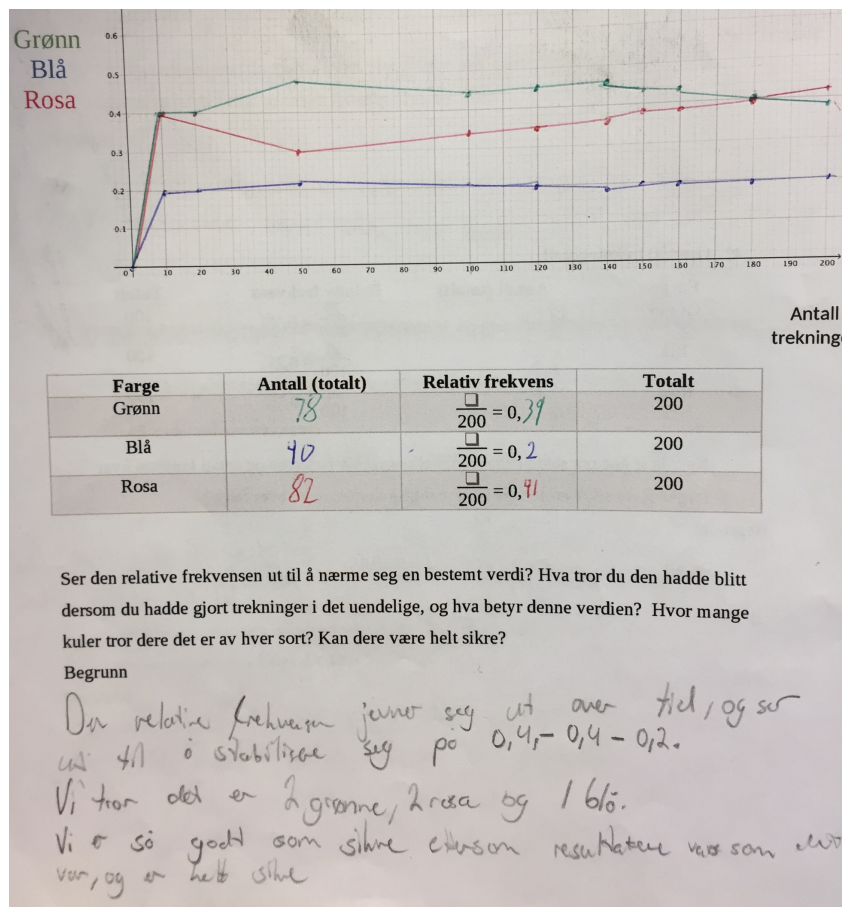 Grønn
Blå
Rosa
0.6
0.5
0.4
0.3
0.2
0.1
0 1 10 20 30 40 50 60 70 80 90 100 110 120 130 140 150 160 170 180 190 200
Antall
trekninge
Farge Antall (totalt) Relativ frekvens Totalt
Grønn 78 □/200 = 0,39 200
Blå 40 □/200 = 0,2 200
Rosa 82 □/200 = 0,41 200
Ser den relative frekvensen ut til å nærme seg en bestemt verdi? Hva tror du den hadde blitt
dersom du hadde gjort trekninger i det uendelige, og hva betyr denne verdien? Hvor mange
kuler tror dere det er av hver sort? Kan dere være helt sikre?
Begrunn
Den relative frekvensen jevner seg ut over tid, og ser
ut til å stabilisere seg på 0,4,- 0,4 - 0,2.
Vi tror det er 2 grønne, 2 rosa og 1 blå.
Vi er så godt som sikre ettersom resultatene var som
var, og er helt sikre